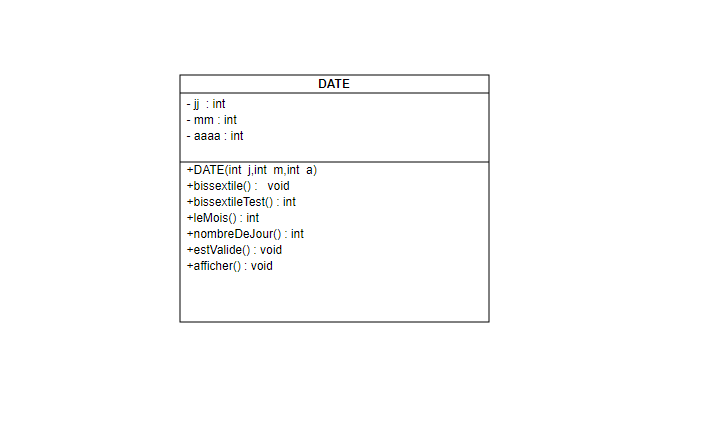 DATE
- jj : int
- mm : int
- aaaa : int
+DATE(int j,int m,int a)
+bissextile() : void
+bissextileTest() : int
+leMois() : int
+nombreDeJour() : int
+estValide() : void
+afficher() : void